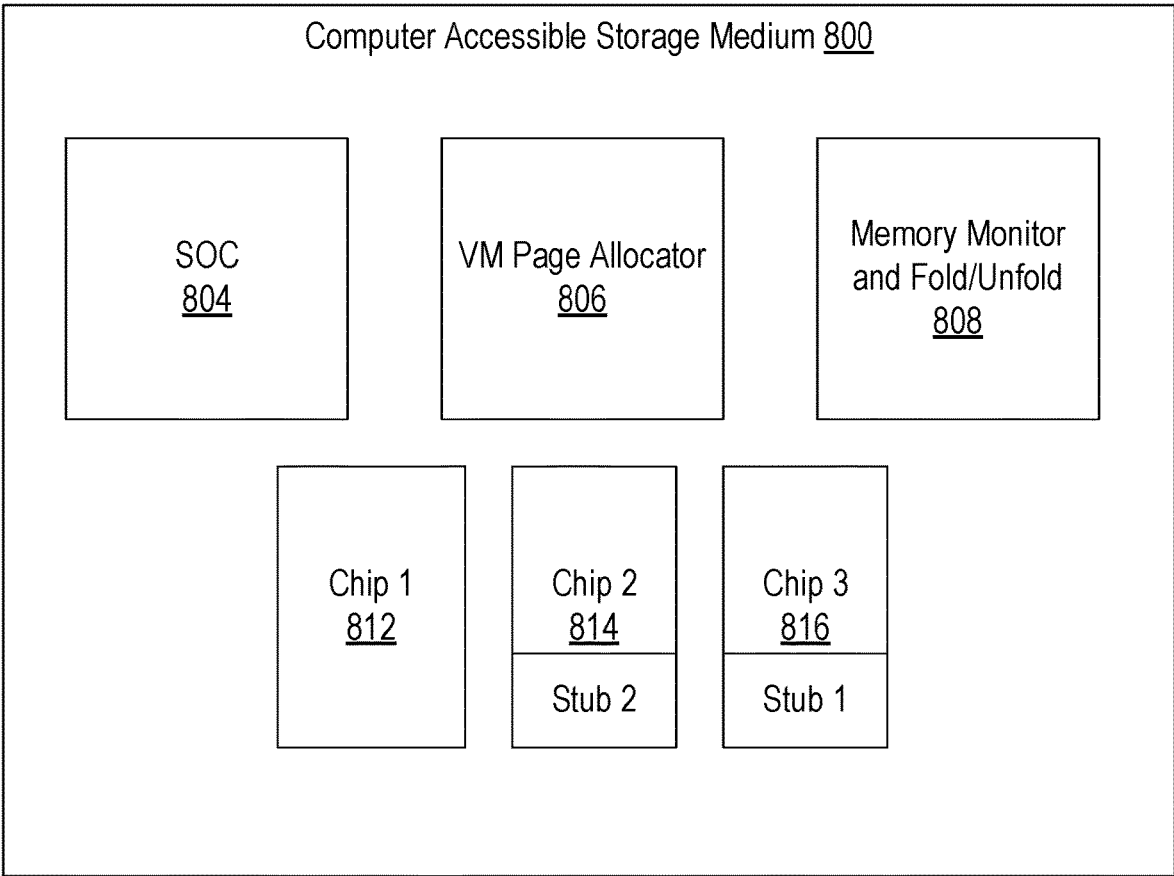 Computer Accessible Storage Medium 800
SOC
804
VM Page Allocator
806
Memory Monitor
and Fold/Unfold
808
Chip 1
812
Chip 2
814
Stub 2
Chip 3
816
Stub 1